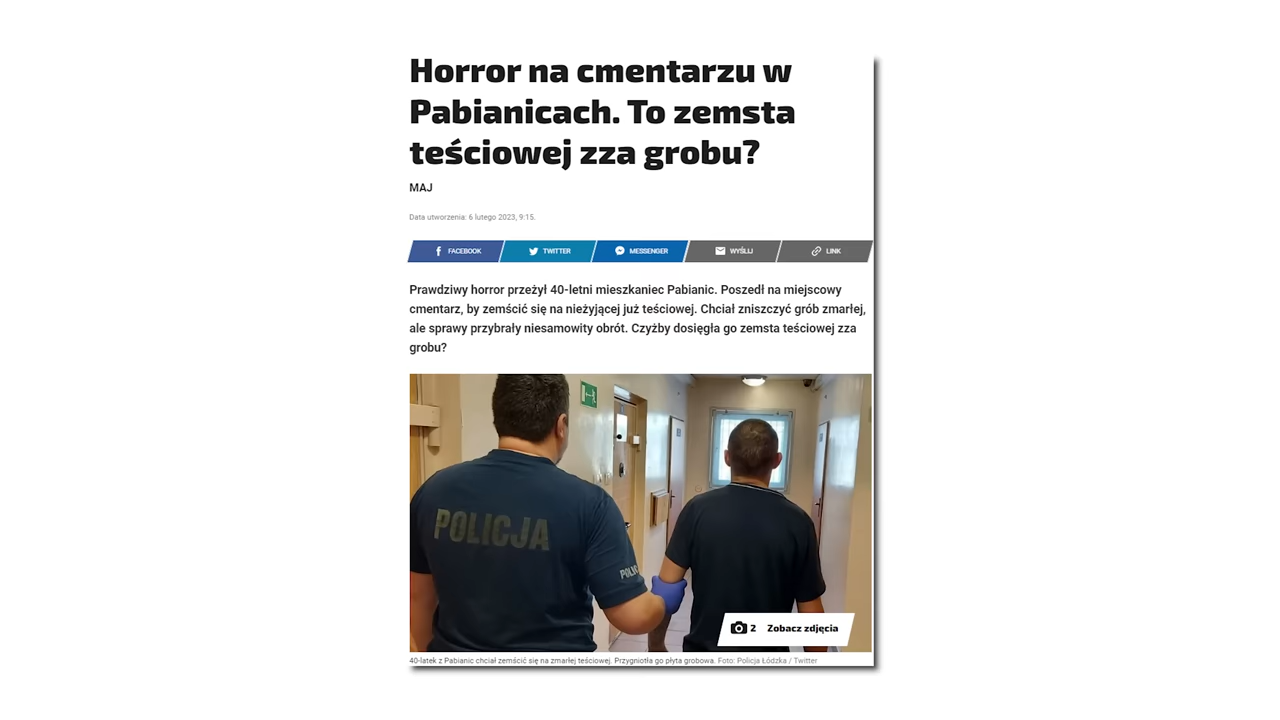 Horror na cmentarzu w
Pabianicach. To zemsta
teściowej zza grobu?
MAJ
Data utworzenia: 6 lutego 2023, 9:15.
FACEBOOK
TWITTER
MESSENGER
WYŚLIJ
LINK
Prawdziwy horror przeżył 40-letni mieszkaniec Pabianic. Poszedł na miejscowy
cmentarz, by zemścić się na nieżyjącej już teściowej. Chciał zniszczyć grób zmarłej,
ale sprawy przybrały niesamowity obrót. Czyżby dosięgła go zemsta teściowej zza
grobu?
POLICJA
2 Zobacz zdjęcia
40-latek z Pabianic chciał zemścić się na zmarłej teściowej. Przygniotła go płyta grobowa. Foto: Policja Łódzka / Twitter